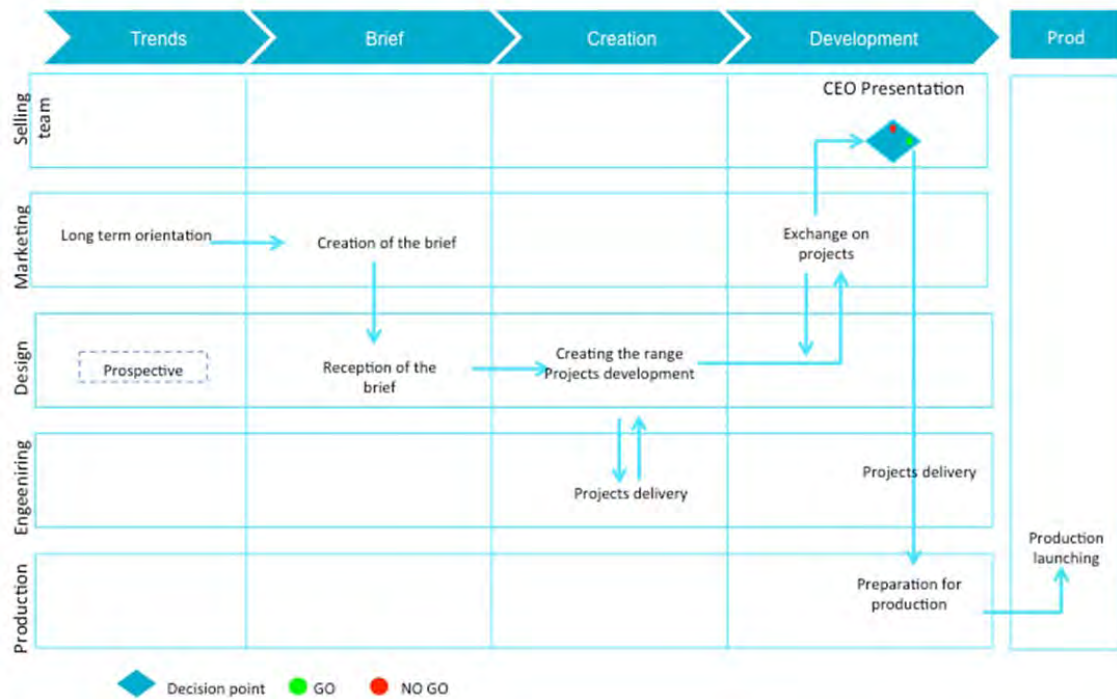 Trends
Brief
Creation
Development
Prod
Selling
team
CEO Presentation
Marketing
Long term orientation
Creation of the brief
Exchange on
projects
Design
Prospective
Reception of the
brief
Creating the range
Projects development
Engeeniring
Projects delivery
Projects delivery
Production
Preparation for
production
Production
launching
Decision point
GO
NO GO